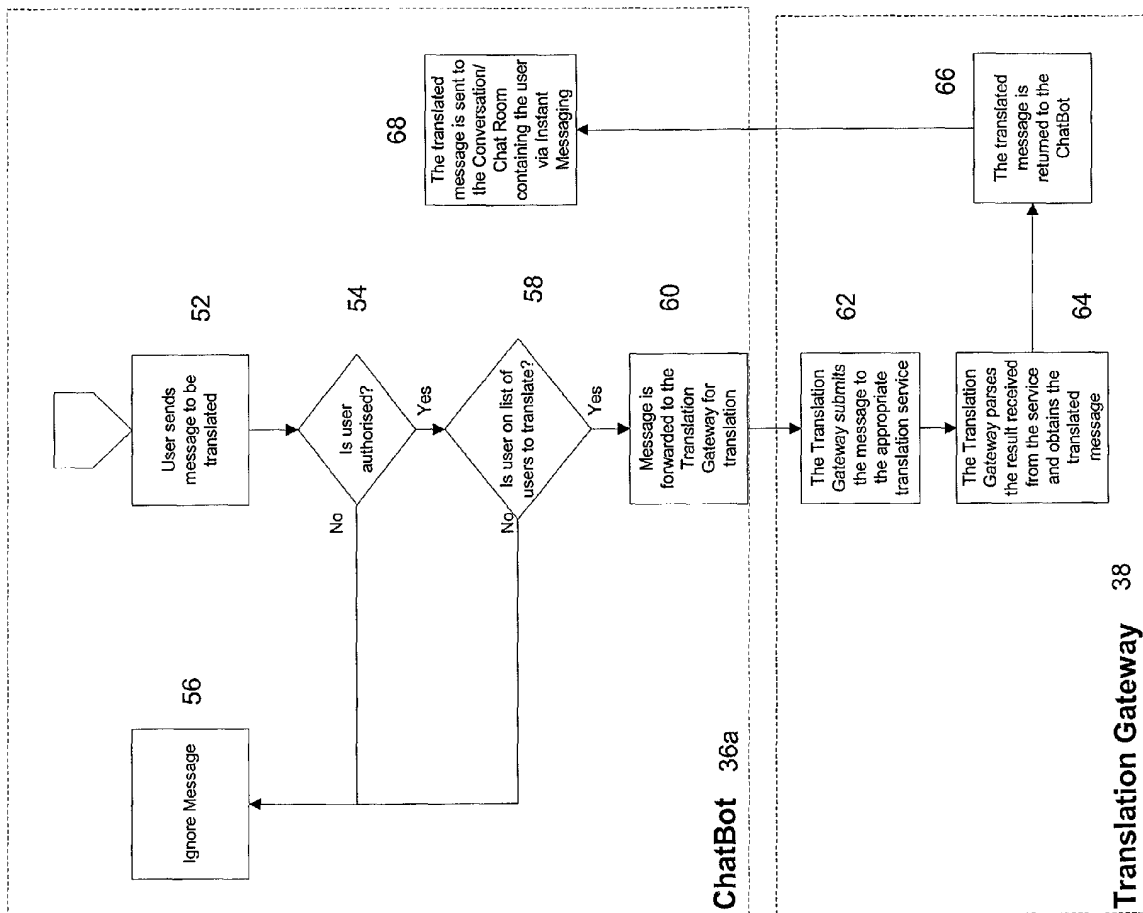 52
User sends
message to be
translated
54
Is user
authorised?
Yes
No
56
Ignore Message
58
Is user on list of
users to translate?
Yes
No
60
Message is
forwarded to the
Translation
Gateway for
translation
68
The translated
message is sent to
the Conversation/
Chat Room
containing the user
via Instant
Messaging
ChatBot 36a
62
The Translation
Gateway submits
the message to
the appropriate
translation service
64
The Translation
Gateway parses
the result received
from the service
and obtains the
translated
message
66
The translated
message is
returned to the
ChatBot
Translation Gateway 38